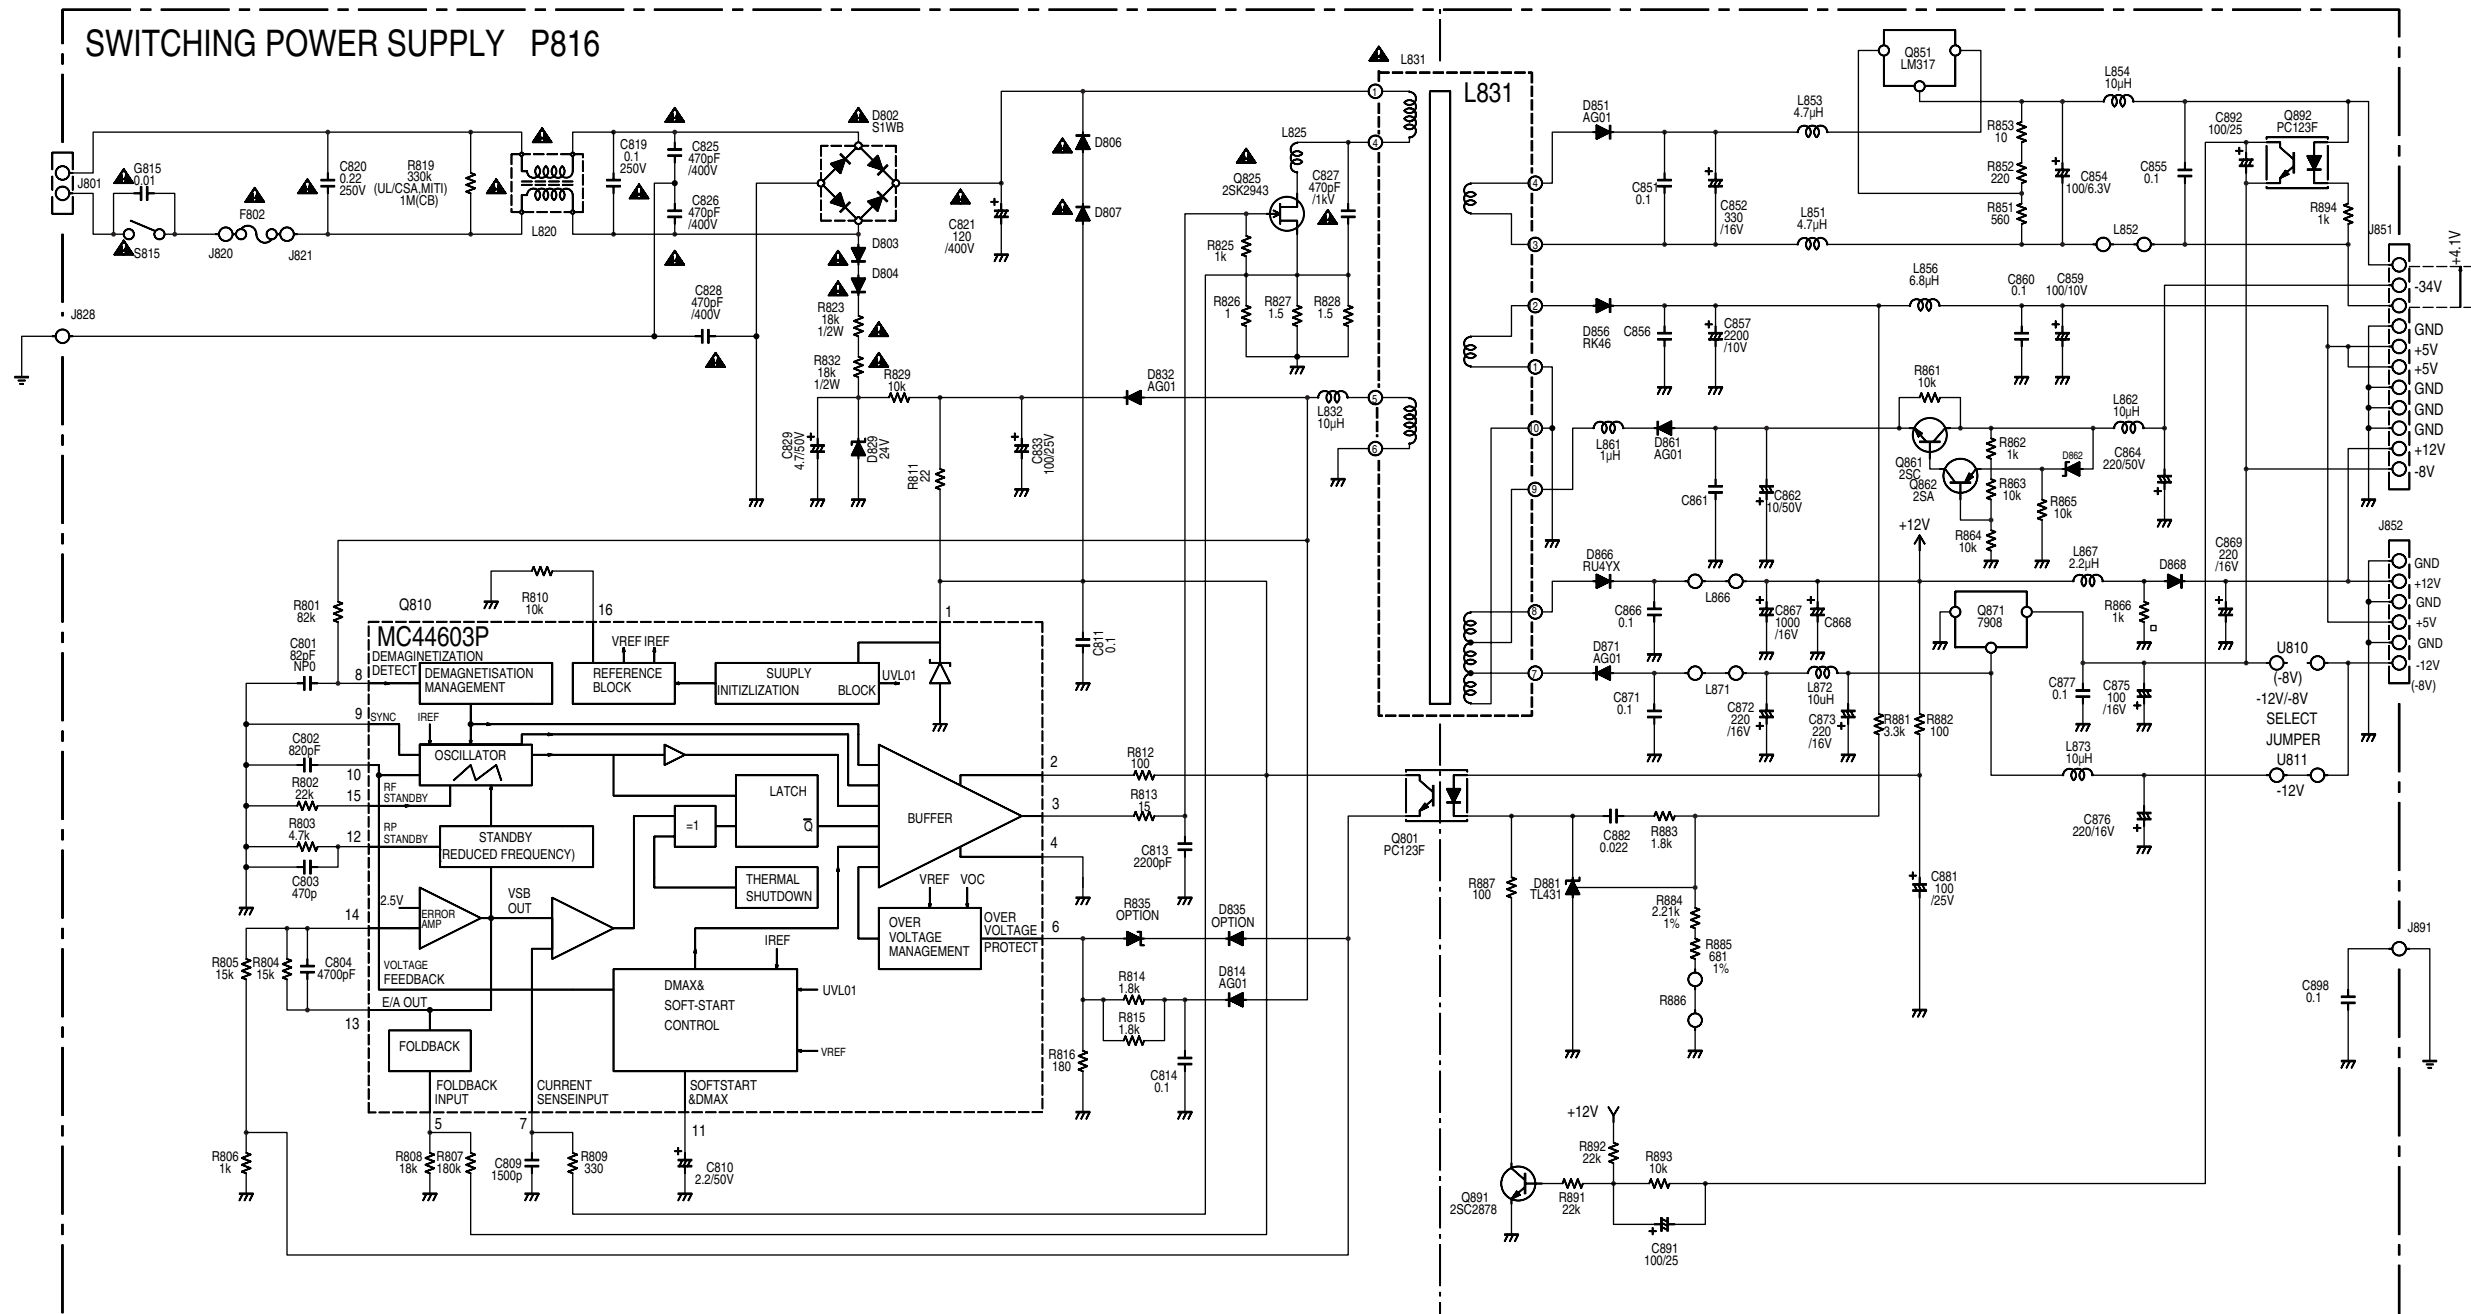 SWITCHING POWER SUPPLY P816
J801
G815
0.01
S815
J820
F802
J821
C820
0.22
250V
R819
330k
(UL/CSA,MITI)
1M(CB)
L820
C819
0.1
250V
C825
470pF
/400V
C826
470pF
/400V
D802
S1WB
J828
C828
470pF
/400V
D803
D804
R823
18k
1/2W
R832
18k
1/2W
R829
10k
C829
4.7/50V
D829
24V
R811
22
C833
100/25V
C821
120
/400V
D806
D807
D832
AG01
Q825
2SK2943
L825
C827
470pF
/1kV
R825
1k
R826
1
R827
1.5
R828
1.5
L832
10µH
L831
L831
1
4
5
6
4
3
2
1
10
9
8
7
D851
AG01
C851
0.1
C852
330
/16V
L853
4.7µH
L851
4.7µH
Q851
LM317
R853
10
R852
220
R851
560
C854
100/6.3V
L854
10µH
C855
0.1
L852
C892
100/25
Q892
PC123F
R894
1k
J851
+4.1V
-34V
GND
+5V
+5V
GND
GND
GND
+12V
-8V
D856
RK46
C856
C857
2200
/10V
L856
6.8µH
C860
0.1
C859
100/10V
L861
1µH
D861
AG01
C861
C862
10/50V
R861
10k
Q861
2SC
Q862
2SA
R862
1k
R863
10k
R864
10k
R865
10k
D862
L862
10µH
C864
220/50V
+12V
D866
RU4YX
C866
0.1
L866
C867
1000
/16V
C868
L867
2.2µH
D868
R866
1k
C869
220
/16V
J852
GND
+12V
GND
+5V
GND
-12V
(-8V)
D871
AG01
C871
0.1
L871
C872
220
/16V
L872
10uH
C873
220
/16V
Q871
7908
C877
0.1
C875
100
/16V
U810
(-8V)
-12V/-8V
SELECT
JUMPER
U811
-12V
L873
10µH
C876
220/16V
R881
3.3k
R882
100
Q810
MC44603P
R801
82k
C801
82pF
NP0
R810
10k
16
1
8
9
10
15
12
14
13
5
7
11
2
3
4
6
DEMAGINETIZATION
DETECT
DEMAGNETISATION
MANAGEMENT
VREF IREF
REFERENCE
BLOCK
SUUPLY
INITIZLIZATION BLOCK
UVL01
C811
0.1
SYNC
IREF
OSCILLATOR
C802
820pF
R802
22k
R803
4.7k
C803
470p
RF
STANDBY
RP
STANDBY
STANDBY
(REDUCED FREQUENCY)
LATCH
Q
=1
THERMAL
SHUTDOWN
BUFFER
VREF VOC
OVER
VOLTAGE
MANAGEMENT
OVER
VOLTAGE
PROTECT
2.5V
ERROR
AMP
VSB
OUT
VOLTAGE
FEEDBACK
E/A OUT
FOLDBACK
IREF
DMAX&
SOFT-START
CONTROL
UVL01
VREF
FOLDBACK
INPUT
CURRENT
SENSEINPUT
SOFTSTART
&DMAX
R805
15k
R804
15k
C804
4700pF
R806
1k
R808
18k
R807
180k
C809
1500p
R809
330
C810
2.2/50V
R812
100
R813
15
C813
2200pF
R835
OPTION
D835
OPTION
R814
1.8k
R815
1.8k
D814
AG01
R816
180
C814
0.1
Q801
PC123F
R887
100
D881
TL431
C882
0.022
R883
1.8k
R884
2.21k
1%
R885
681
1%
R886
C881
100
/25V
J891
C898
0.1
Q891
2SC2878
R891
22k
+12V
R892
22k
R893
10k
C891
100/25